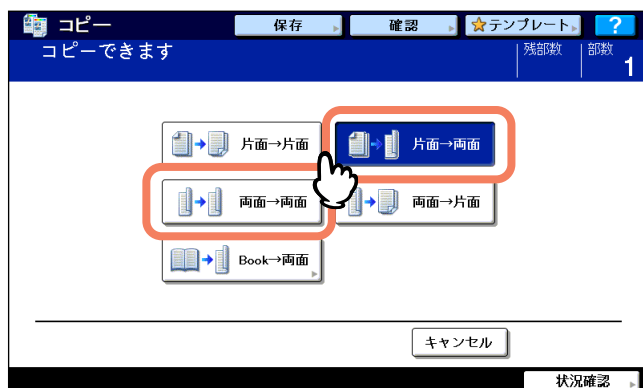 コピー 保存 確認 テンプレート ?
コピーできます 残部数 部数 1
片面→片面 片面→両面
両面→両面 両面→片面
Book→両面
キャンセル
状況確認